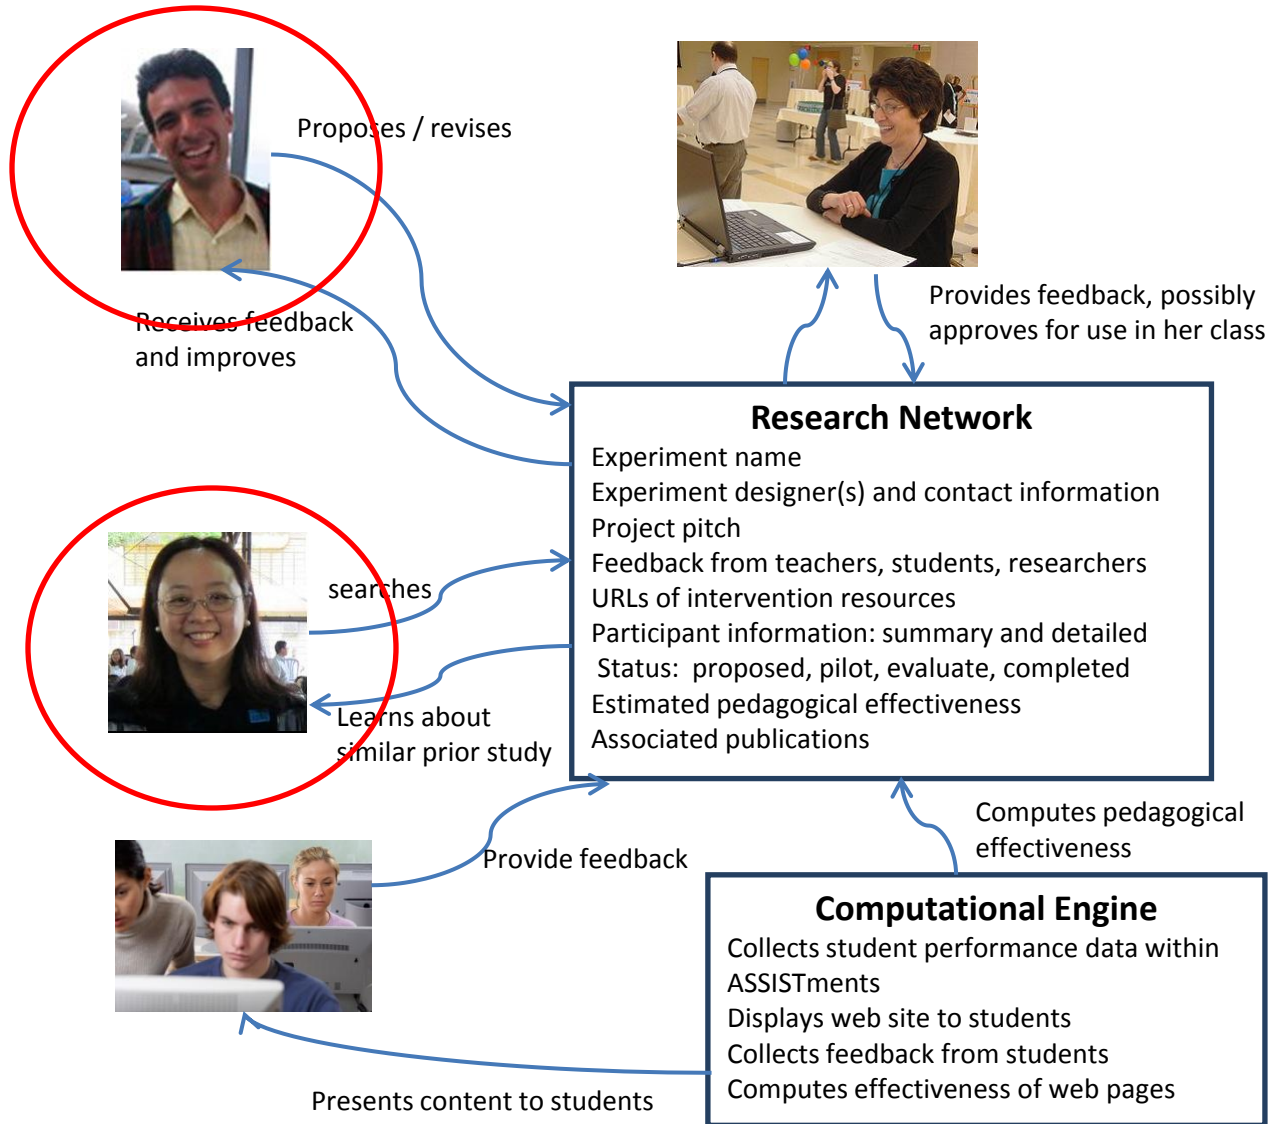 Proposes / revises
Receives feedback
and improves
Provides feedback, possibly
approves for use in her class
Research Network
Experiment name
Experiment designer(s) and contact information
Project pitch
Feedback from teachers, students, researchers
URLs of intervention resources
Participant information: summary and detailed
Status: proposed, pilot, evaluate, completed
Estimated pedagogical effectiveness
Associated publications
searches
Learns about
similar prior study
Provide feedback
Computes pedagogical
effectiveness
Computational Engine
Collects student performance data within
ASSISTments
Displays web site to students
Collects feedback from students
Computes effectiveness of web pages
Presents content to students